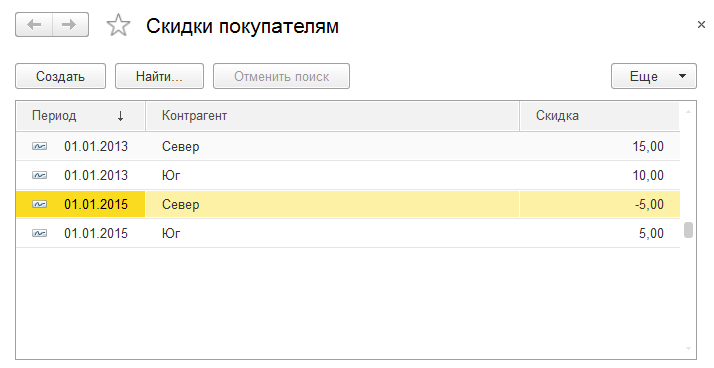 Скидки покупателям
Создать Найти... Отменить поиск Еще
Период Контрагент Скидка
01.01.2013 Север 15,00
01.01.2013 Юг 10,00
01.01.2015 Север -5,00
01.01.2015 Юг 5,00